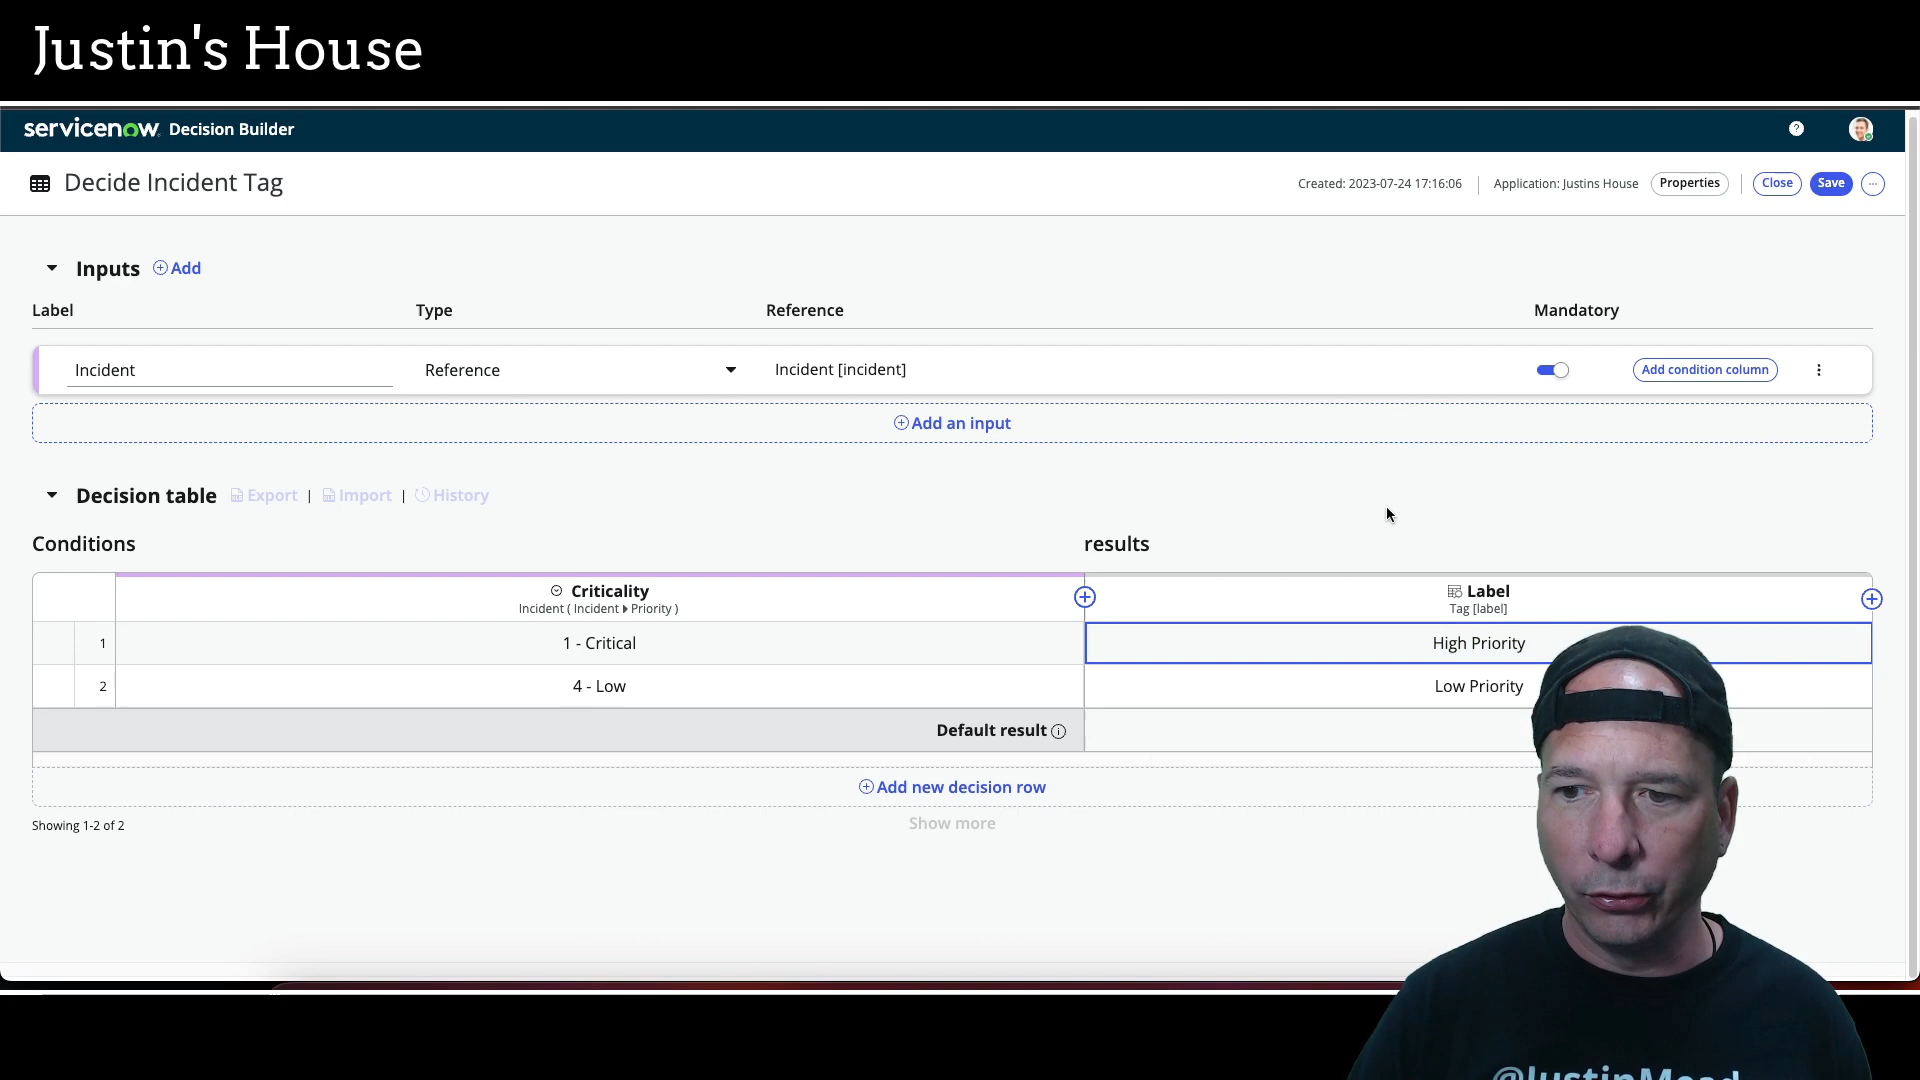 Justin's House
servicenow Decision Builder
Decide Incident Tag
Created: 2023-07-24 17:16:06 | Application: Justins House Properties | Close Save
Inputs Add
Label Type Reference Mandatory
Incident Reference Incident [incident] Add condition column
Add an input
Decision table Export | Import | History
Conditions results
Criticality Label
Incident ( Incident Priority ) Tag [label]
1 1 - Critical High Priority
2 4 - Low Low Priority
Default result
Add new decision row
Showing 1-2 of 2 Show more